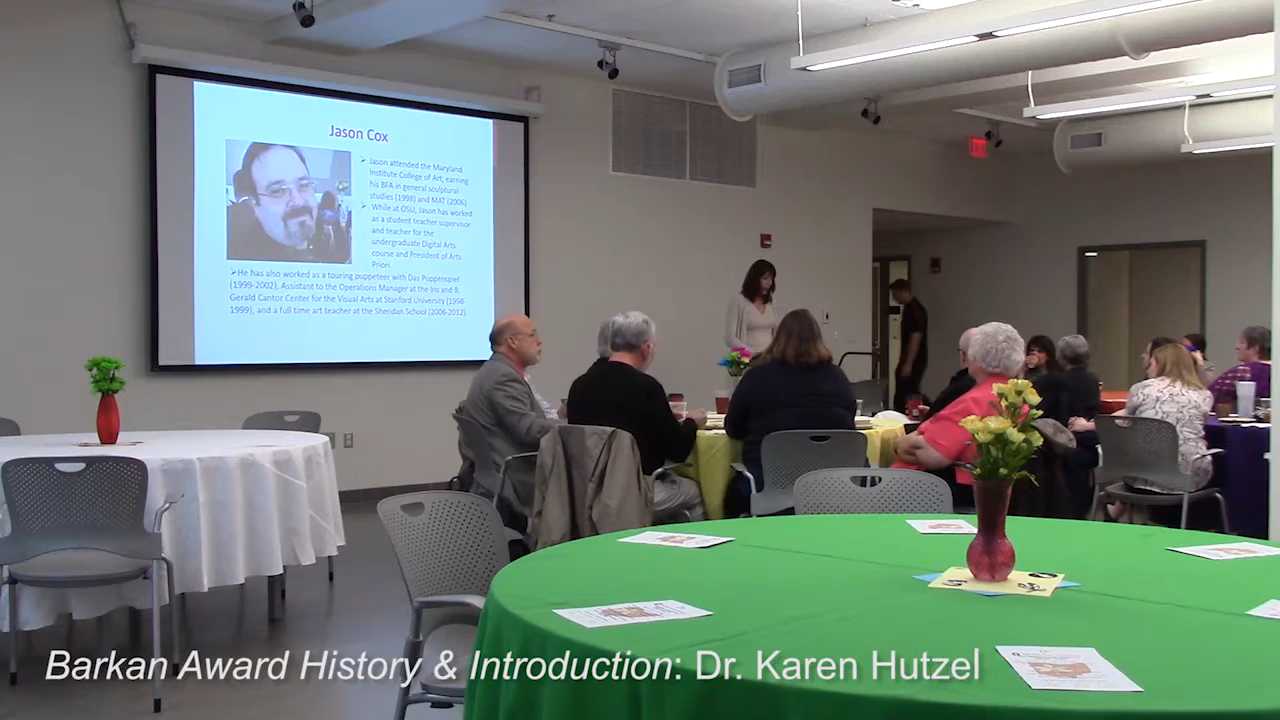 Jason Cox
➢ Jason attended the Maryland
Institute College of Art, earning
his BFA in general sculptural
studies (1998) and MAT (2006)
➢ While at OSU, Jason has worked
as a student teacher supervisor
and teacher for the
undergraduate Digital Arts
course and President of Arts
Priori
➢He has also worked as a touring puppeteer with Das Puppenspiel
(1999-2002), Assistant to the Operations Manager at the Iris and B.
Gerald Cantor Center for the Visual Arts at Stanford University (1998-
1999), and a full time art teacher at the Sheridan School (2006-2012)
EXIT
Barkan Award History & Introduction: Dr. Karen Hutzel